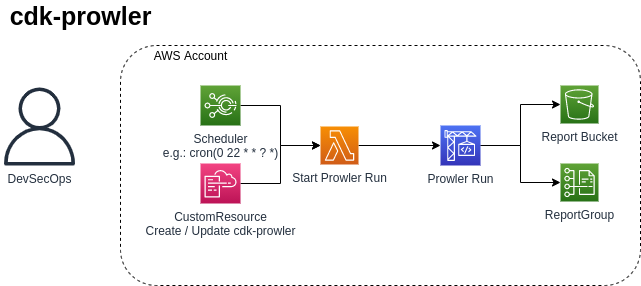 cdk-prowler
AWS Account
DevSecOps
Scheduler
e.g.: cron(0 22 * * ? *)
CustomResource
Create / Update cdk-prowler
Start Prowler Run
Prowler Run
Report Bucket
ReportGroup